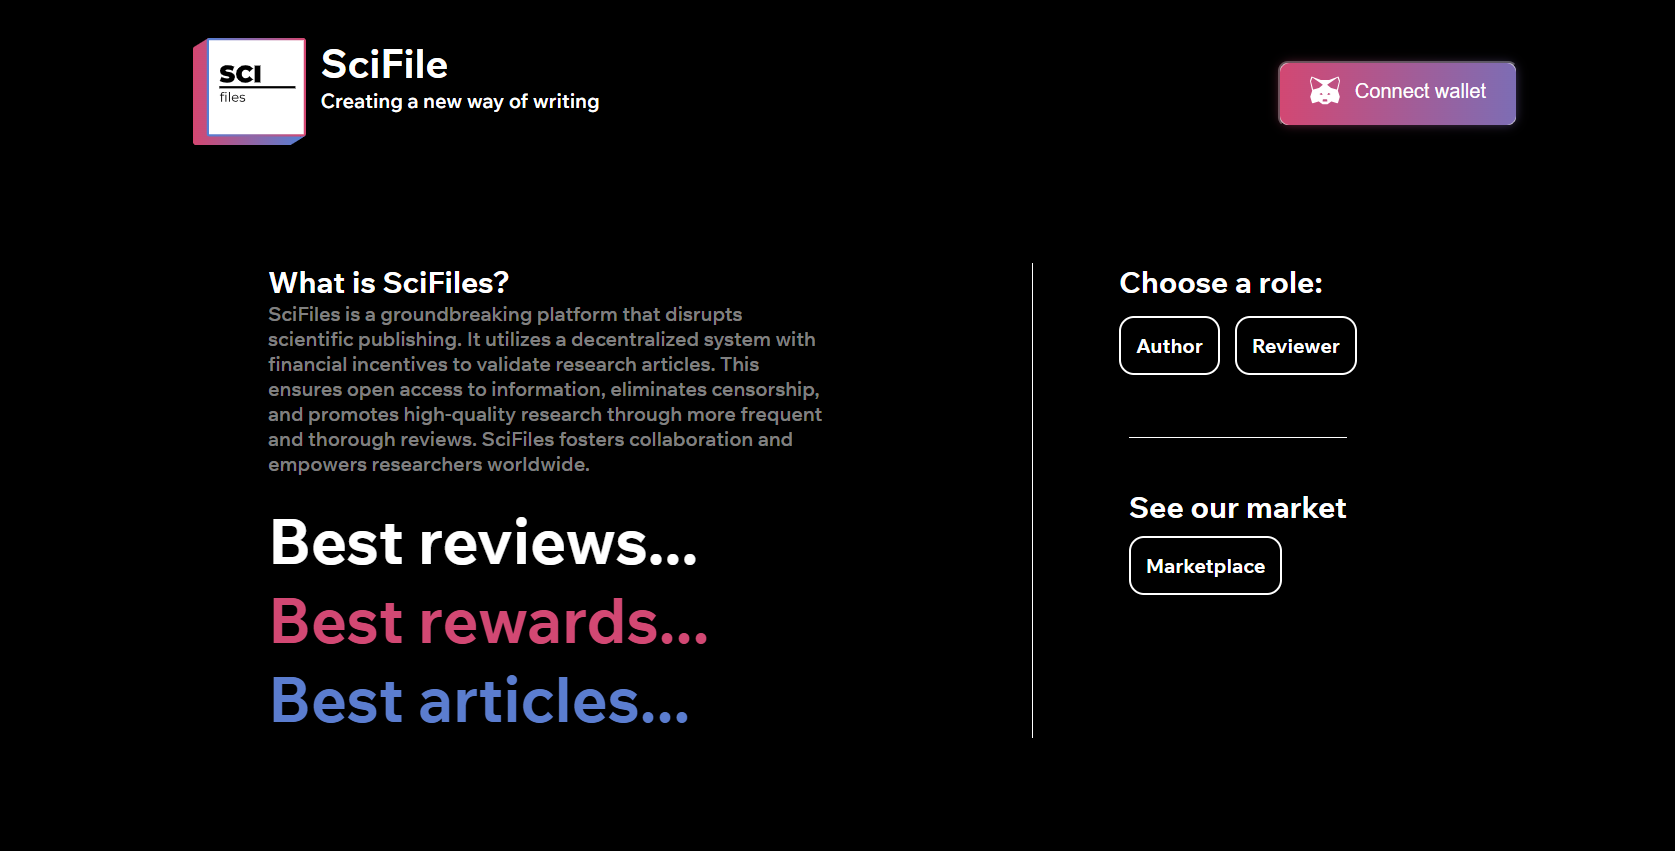 SCI
files
SciFile
Creating a new way of writing
Connect wallet
What is SciFiles?
SciFiles is a groundbreaking platform that disrupts
scientific publishing. It utilizes a decentralized system with
financial incentives to validate research articles. This
ensures open access to information, eliminates censorship,
and promotes high-quality research through more frequent
and thorough reviews. SciFiles fosters collaboration and
empowers researchers worldwide.
Best reviews...
Best rewards...
Best articles...
Choose a role:
Author Reviewer
See our market
Marketplace